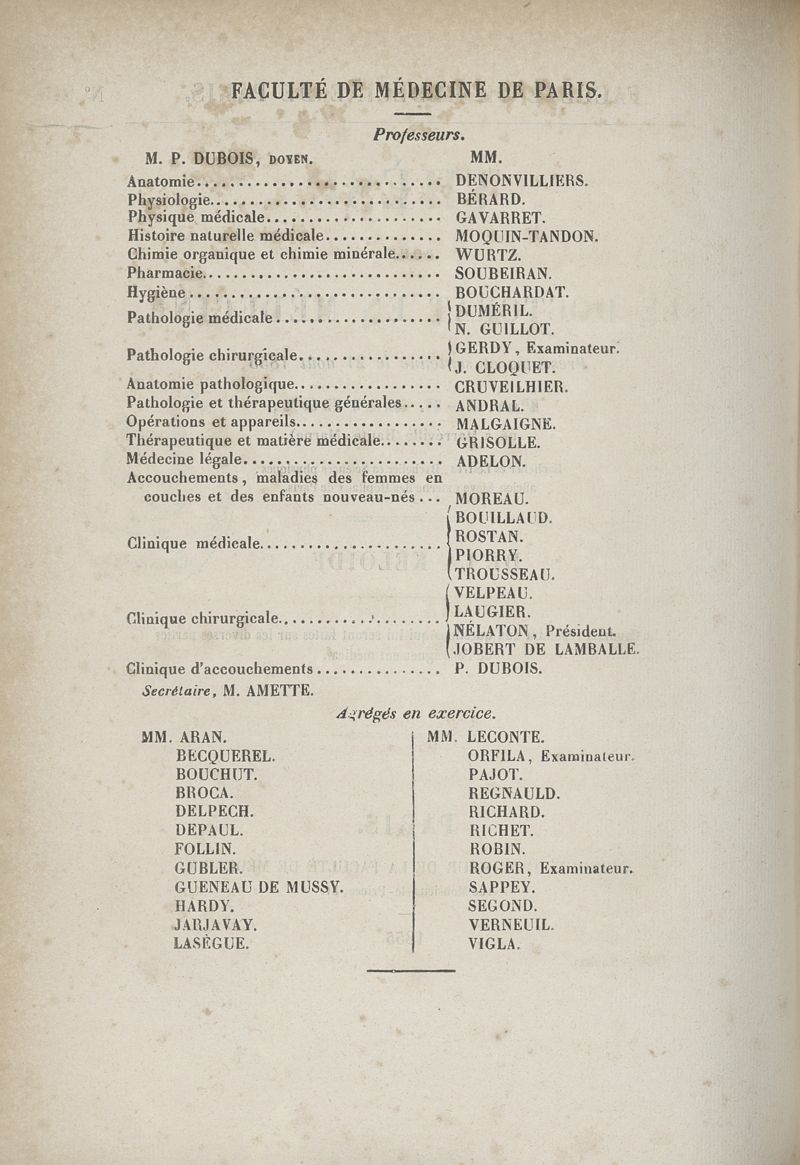 FACULTÉ DE MÉDECINE DE PARIS.
Professeurs.
M. P. DUBOIS, DOYEN. MM.
Anatomie............................. DENONVILLIERS.
Physiologie............................ BÉRARD.
Physique médicale..................... GAVARRET.
Histoire naturelle médicale.............. MOQUIN-TANDON.
Chimie organique et chimie minérale...... WURTZ.
Pharmacie............................. SOUBEIRAN.
Hygiène............................... BOUCHARDAT.
Pathologie médicale.................... DUMÉRIL.
N. GUILLOT.
Pathologie chirurgicale................. GERDY, Examinateur.
J. CLOQUET.
Anatomie pathologique.................. CRUVEILHIER.
Pathologie et thérapeutique générales..... ANDRAL.
Opérations et appareils.................. MALGAIGNE.
Thérapeutique et matière médicale........ GRISOLLE.
Médecine légale........................ ADELON.
Accouchements, maladies des femmes en
couches et des enfants nouveau-nés... MOREAU.
Clinique médicale...................... BOUILLAUD.
ROSTAN.
PIORRY.
TROUSSEAU.
Clinique chirurgicale.................... VELPEAU.
LAUGIER.
NÉLATON, Président.
JOBERT DE LAMBALLE.
Clinique d'accouchements............... P. DUBOIS.
Secrétaire, M. AMETTE.
Agrégés en exercice.
MM. ARAN.
BECQUEREL.
BOUCHUT.
BROCA.
DELPECH.
DEPAUL.
FOLLIN.
GUBLER.
GUENEAU DE MUSSY.
HARDY.
JARJAVAY.
LASÈGUE.
MM. LECONTE.
ORFILA, Examinateur.
PAJOT.
REGNAULD.
RICHARD.
RICHET.
ROBIN.
ROGER, Examinateur.
SAPPEY.
SEGOND.
VERNEUIL.
VIGLA.